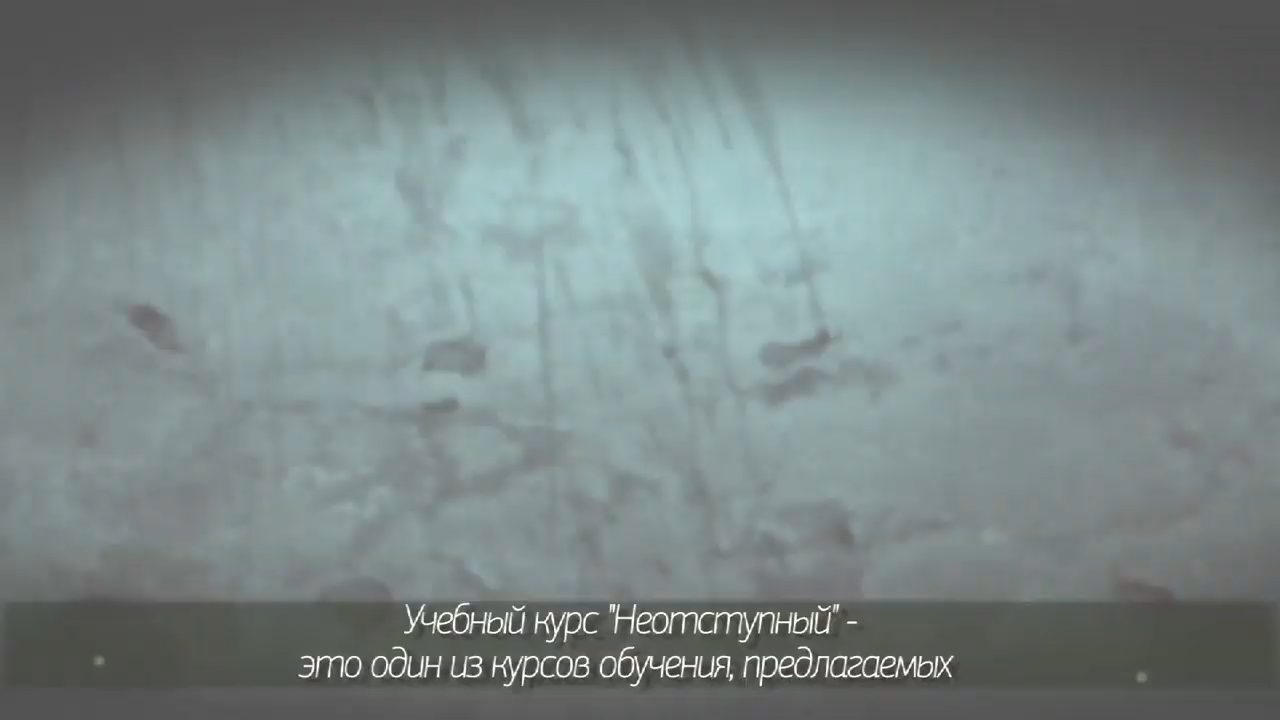 Учебный курс "Неотступный" -
это один из курсов обучения, предлагаемых